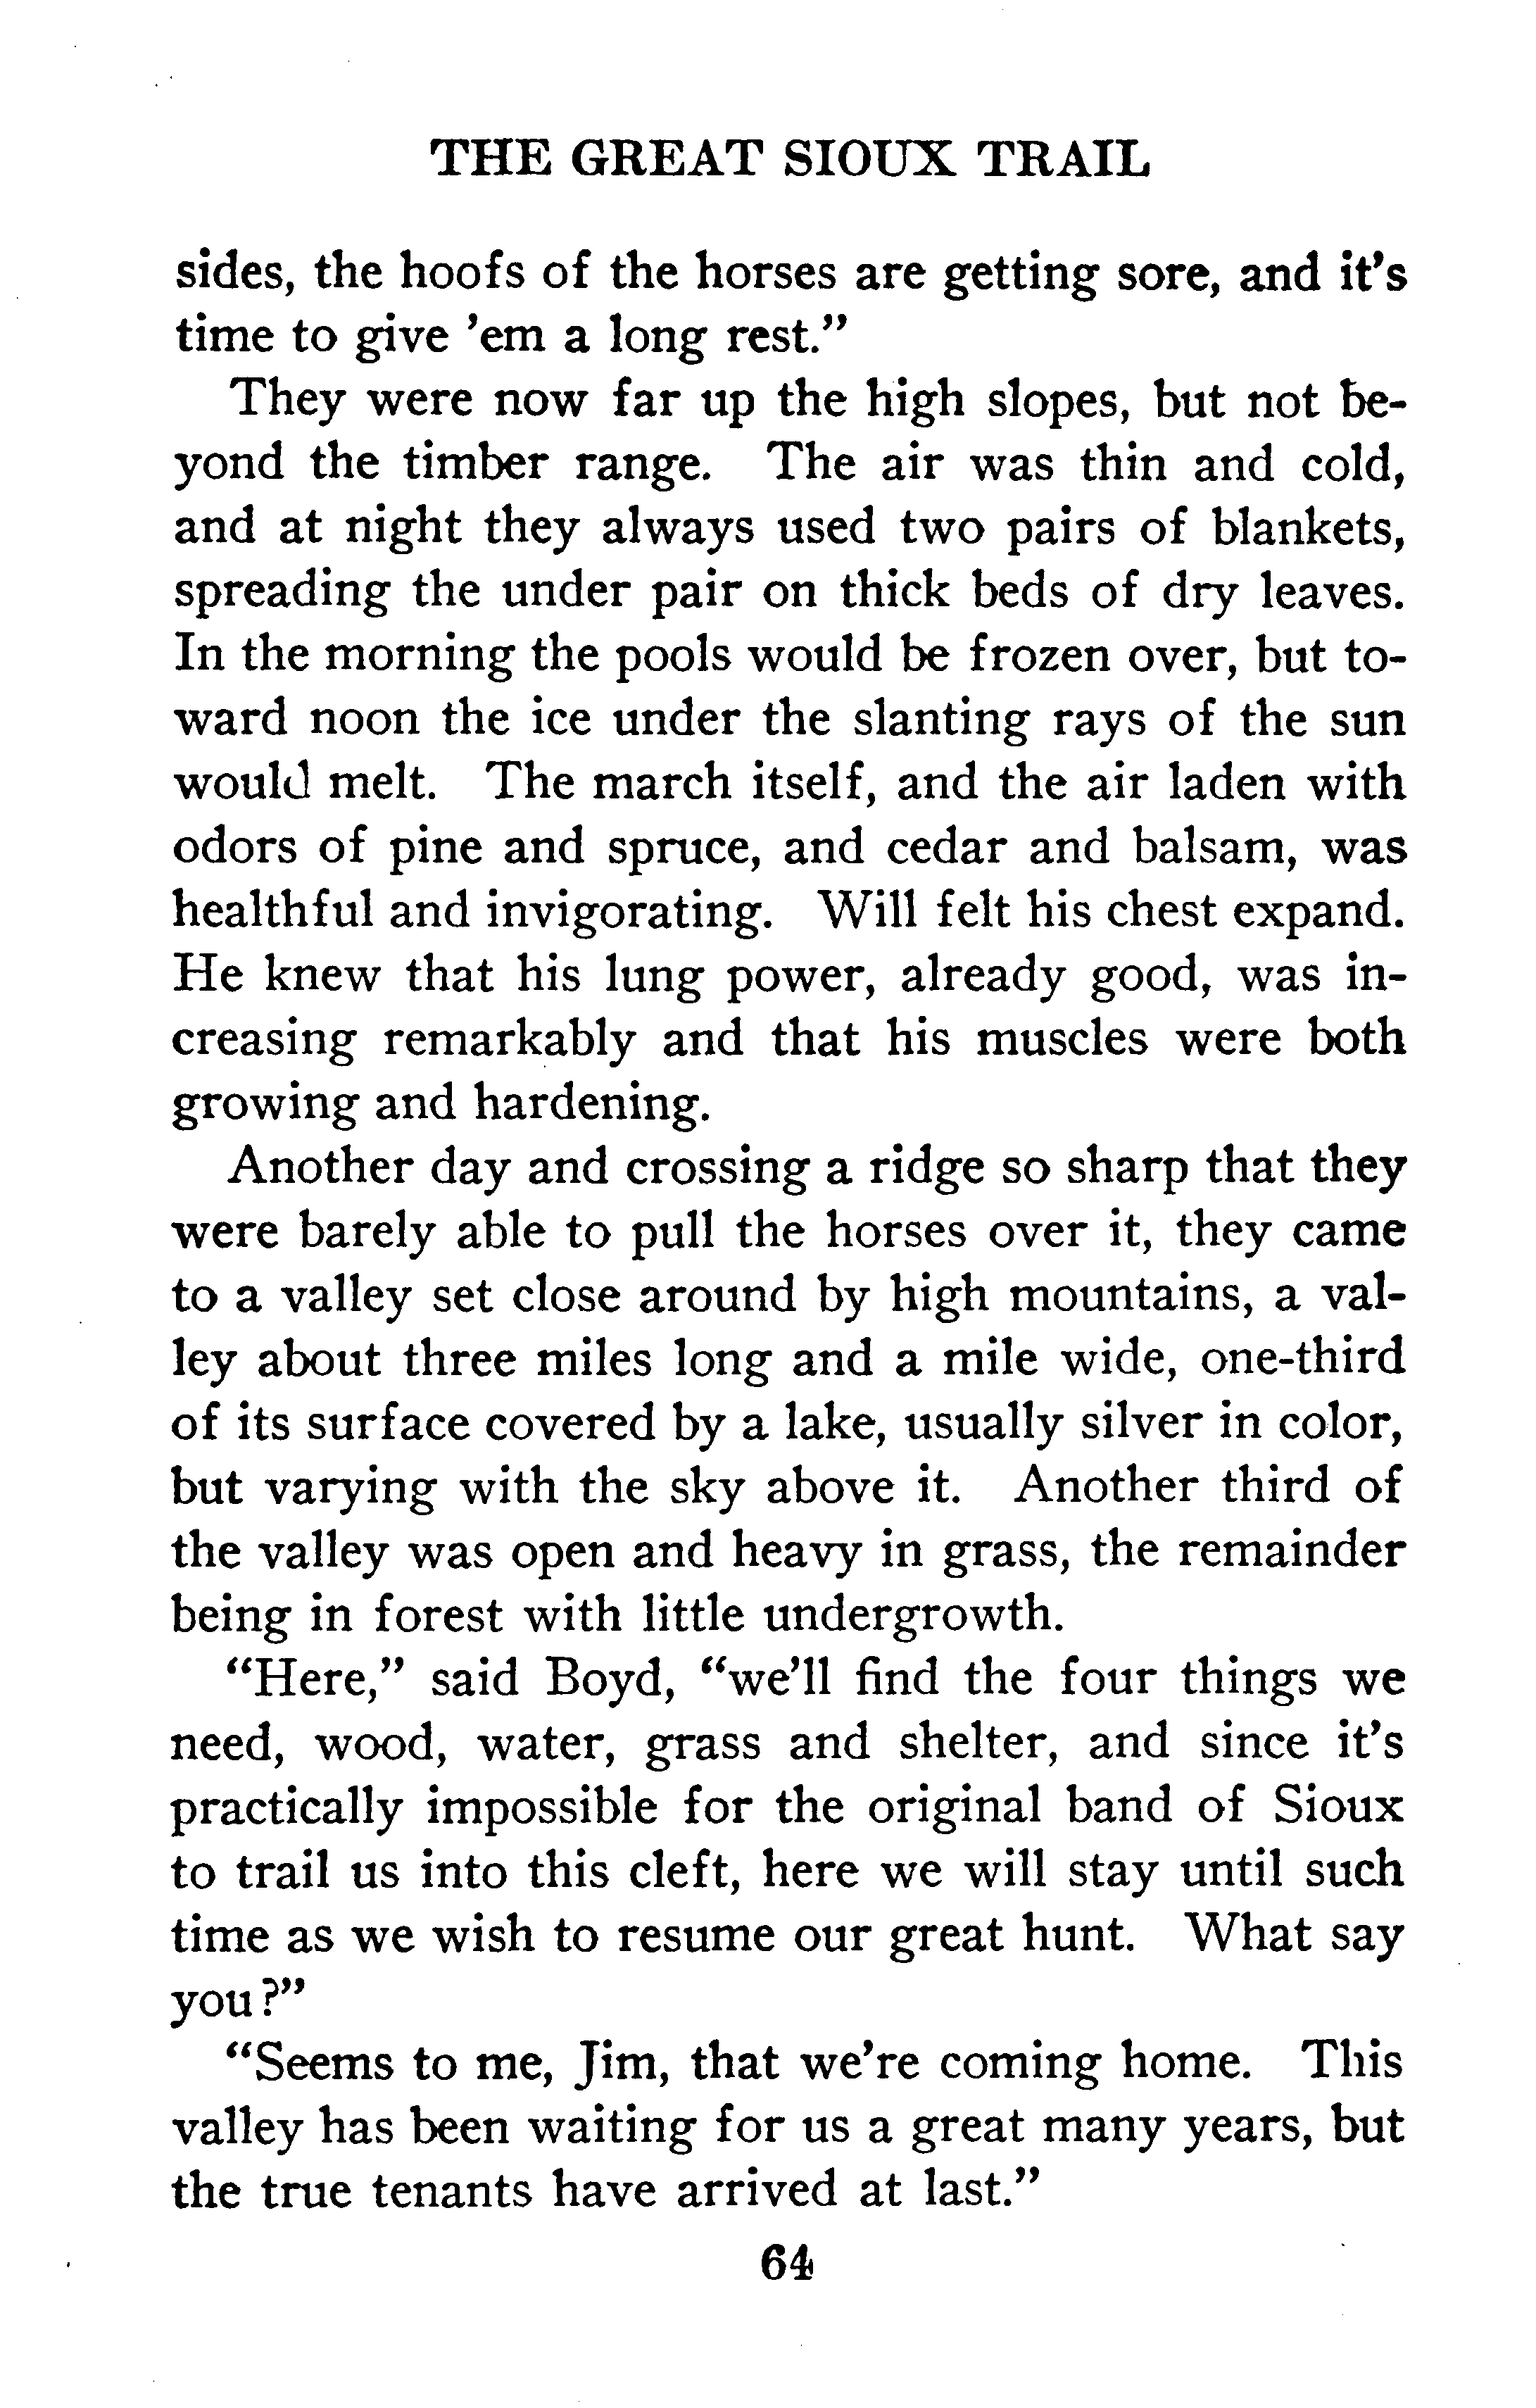 THE GREAT SIOUX TRAIL
sides, the hoofs of the horses are getting sore, and it's
time to give 'em a long rest."
They were now far up the high slopes, but not be-
yond the timber range. The air was thin and cold,
and at night they always used two pairs of blankets,
spreading the under pair on thick beds of dry leaves.
In the morning the pools would be frozen over, but to-
ward noon the ice under the slanting rays of the sun
would melt. The march itself, and the air laden with
odors of pine and spruce, and cedar and balsam, was
healthful and invigorating. Will felt his chest expand.
He knew that his lung power, already good, was in-
creasing remarkably and that his muscles were both
growing and hardening.
Another day and crossing a ridge so sharp that they
were barely able to pull the horses over it, they came
to a valley set close around by high mountains, a val-
ley about three miles long and a mile wide, one-third
of its surface covered by a lake, usually silver in color,
but varying with the sky above it. Another third of
the valley was open and heavy in grass, the remainder
being in forest with little undergrowth.
"Here," said Boyd, "we'll find the four things we
need, wood, water, grass and shelter, and since it's
practically impossible for the original band of Sioux
to trail us into this cleft, here we will stay until such
time as we wish to resume our great hunt. What say
you?"
"Seems to me, Jim, that we're coming home. This
valley has been waiting for us a great many years, but
the true tenants have arrived at last."
64